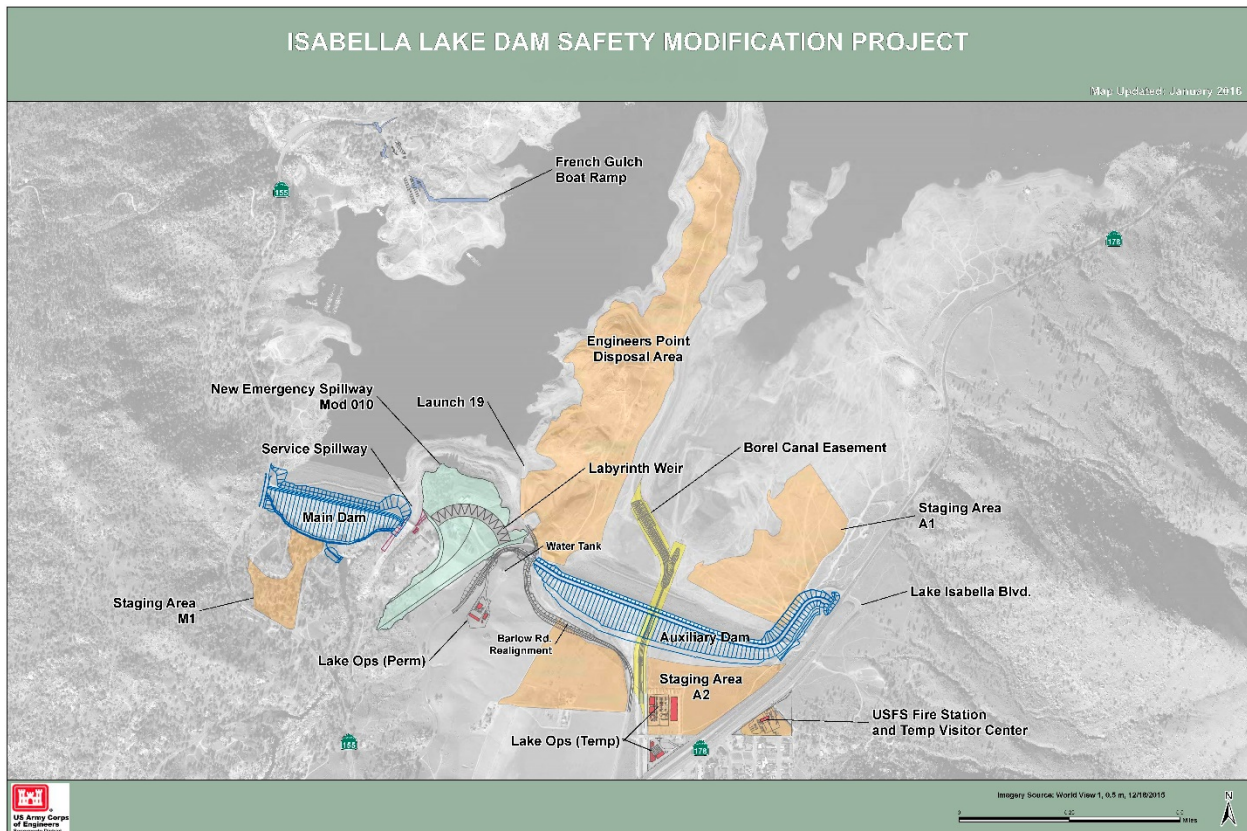 ISABELLA LAKE DAM SAFETY MODIFICATION PROJECT
Map Updated: January 2016
French Gulch
Boat Ramp
155
178
Engineers Point
Disposal Area
New Emergency Spillway
Mod 010
Launch 19
Service Spillway
Labyrinth Weir
Borel Canal Easement
Main Dam
Staging Area
A1
Water Tank
Staging Area
M1
Lake Isabella Blvd.
Auxiliary Dam
Barlow Rd.
Realignment
Lake Ops (Perm)
Staging Area
A2
USFS Fire Station
and Temp Visitor Center
Lake Ops (Temp)
155
178
US Army Corps
of Engineers
Imagery Source: World View 1, 0.5 m, 12/18/2015
N
0
Miles